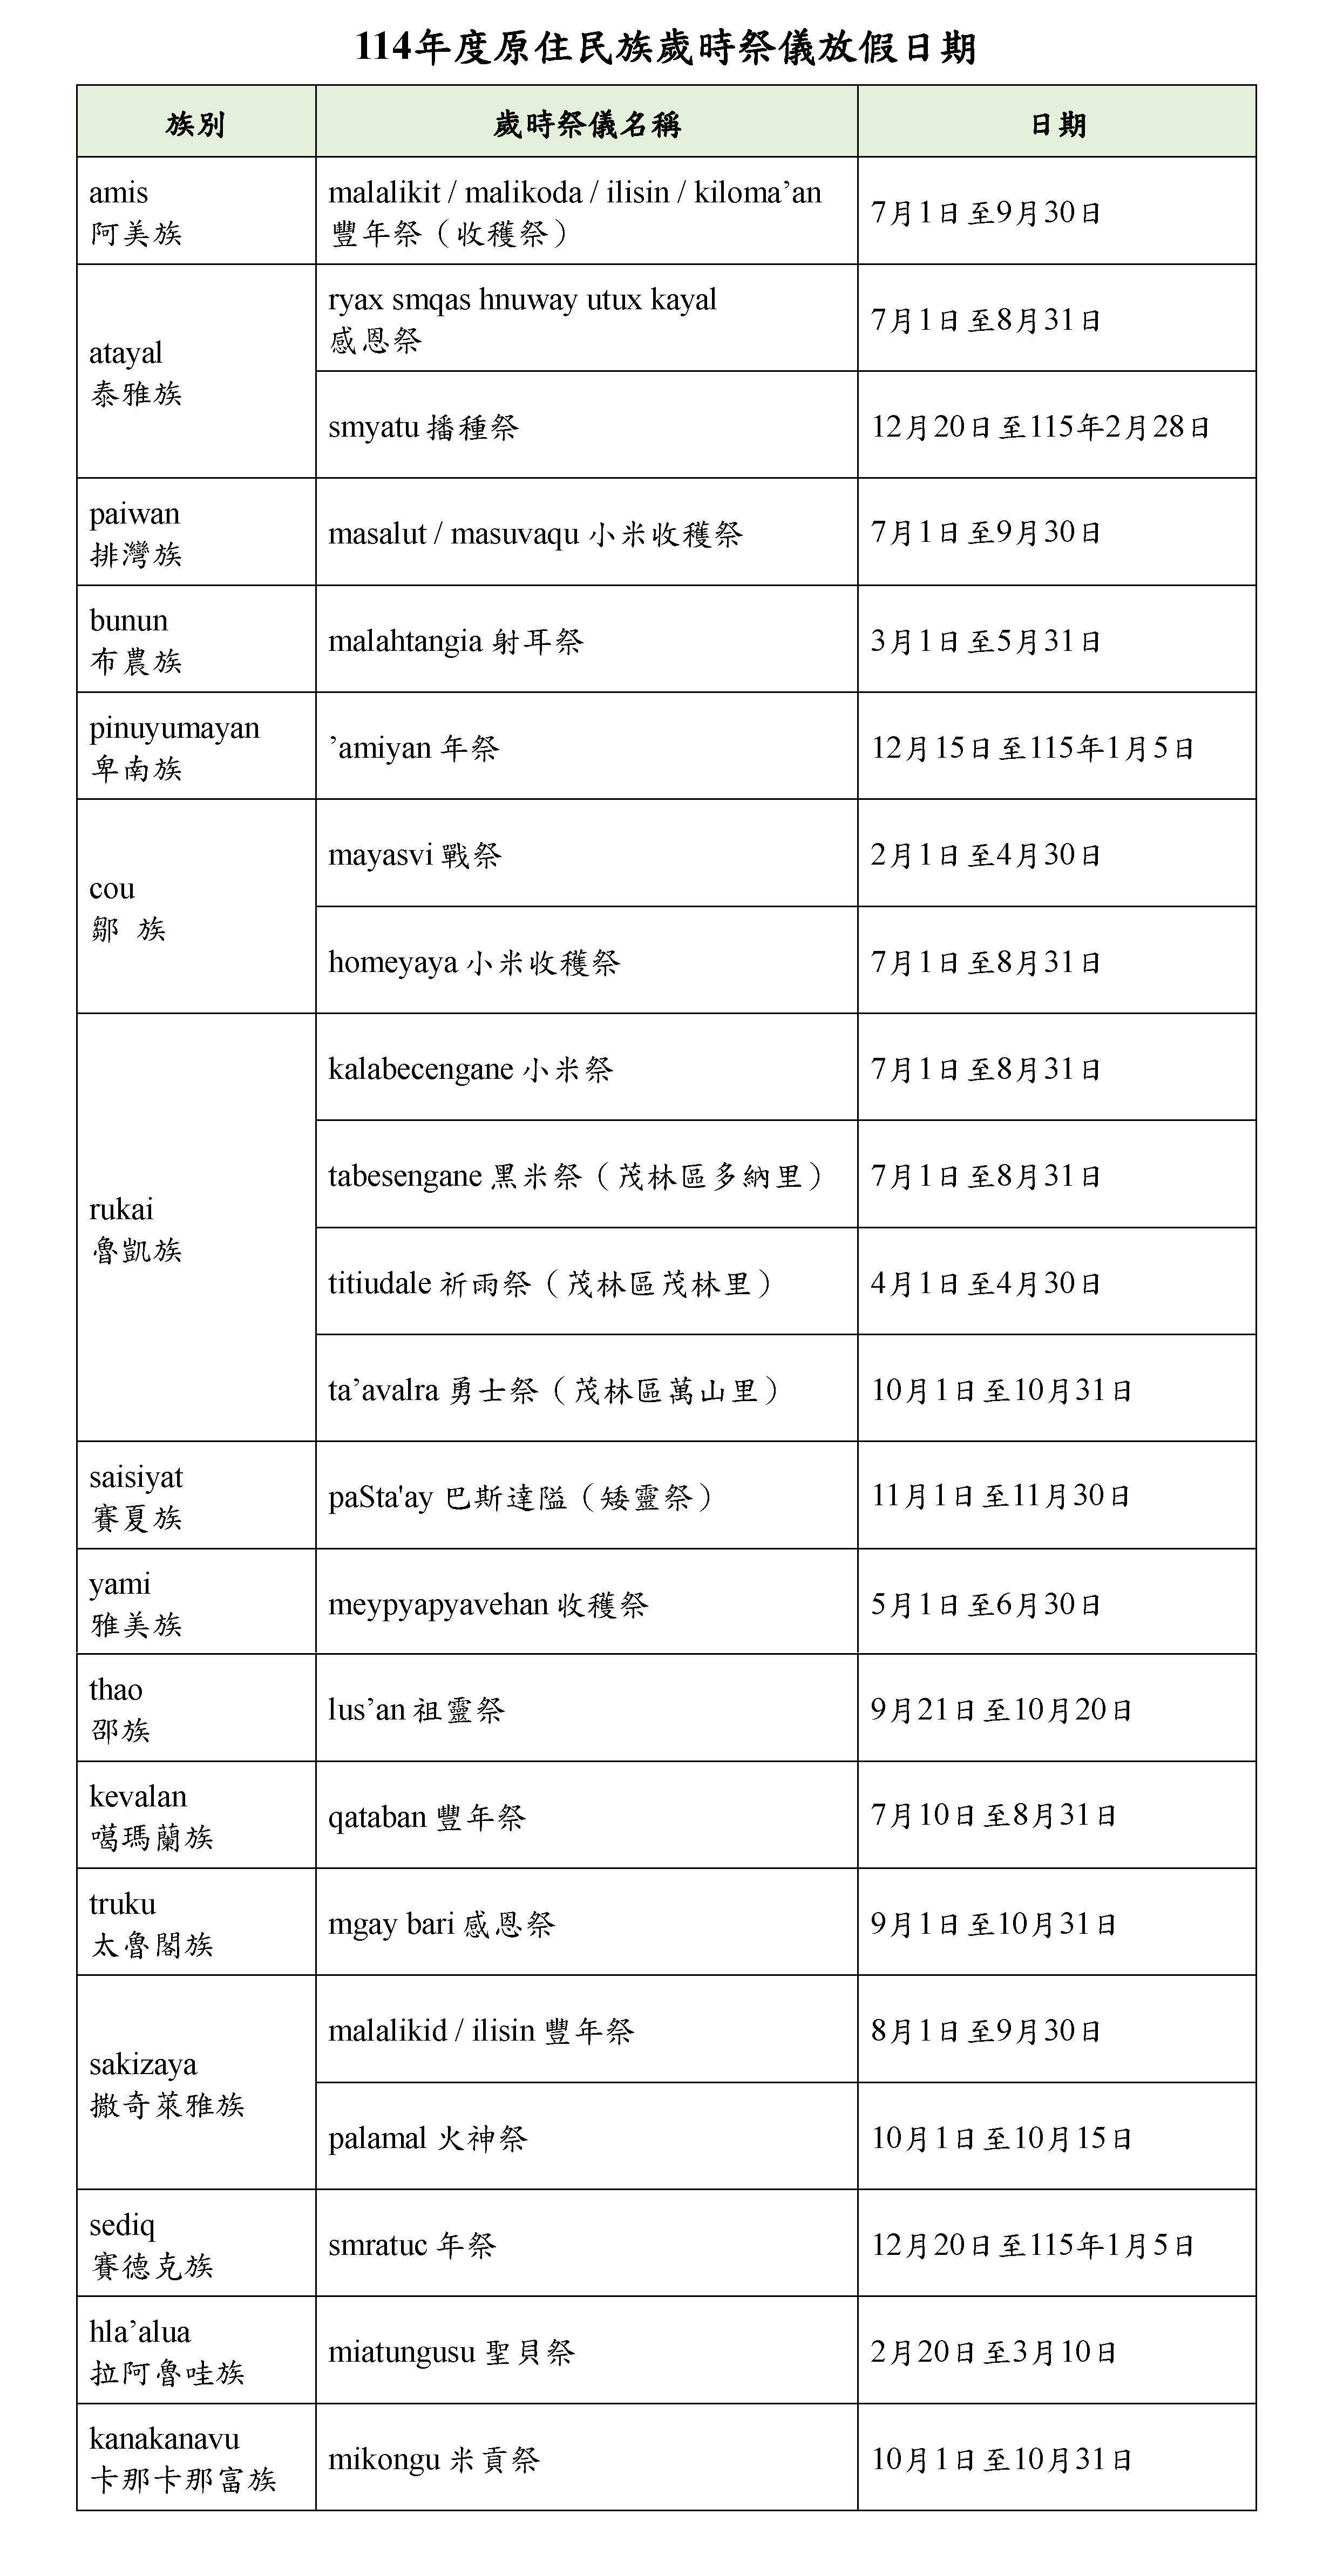 114年度原住民族歲時祭儀放假日期
族別 歲時祭儀名稱 日期
amis
阿美族
malalikit / malikoda / ilisin / kiloma’an
豐年祭（收穫祭）
7月1日至9月30日
atayal
泰雅族
ryax smqas hnuway utux kayal
感恩祭
7月1日至8月31日
smyatu 播種祭
12月20日至115年2月28日
paiwan
排灣族
masalut / masuvaqu 小米收穫祭
7月1日至9月30日
bunun
布農族
malahtangia 射耳祭
3月1日至5月31日
pinuyumayan
卑南族
’amiyan 年祭
12月15日至115年1月5日
cou
鄒 族
mayasvi 戰祭
2月1日至4月30日
homeyaya 小米收穫祭
7月1日至8月31日
rukai
魯凱族
kalabecengane 小米祭
7月1日至8月31日
tabesengane 黑米祭（茂林區多納里）
7月1日至8月31日
titiudale 祈雨祭（茂林區茂林里）
4月1日至4月30日
ta’avalra 勇士祭（茂林區萬山里）
10月1日至10月31日
saisiyat
賽夏族
paSta'ay 巴斯達隘（矮靈祭）
11月1日至11月30日
yami
雅美族
meypyapyavehan 收穫祭
5月1日至6月30日
thao
邵族
lus’an 祖靈祭
9月21日至10月20日
kevalan
噶瑪蘭族
qataban 豐年祭
7月10日至8月31日
truku
太魯閣族
mgay bari 感恩祭
9月1日至10月31日
sakizaya
撒奇萊雅族
malalikid / ilisin 豐年祭
8月1日至9月30日
palamal 火神祭
10月1日至10月15日
sediq
賽德克族
smratuc 年祭
12月20日至115年1月5日
hla’alua
拉阿魯哇族
miatungusu 聖貝祭
2月20日至3月10日
kanakanavu
卡那卡那富族
mikongu 米貢祭
10月1日至10月31日